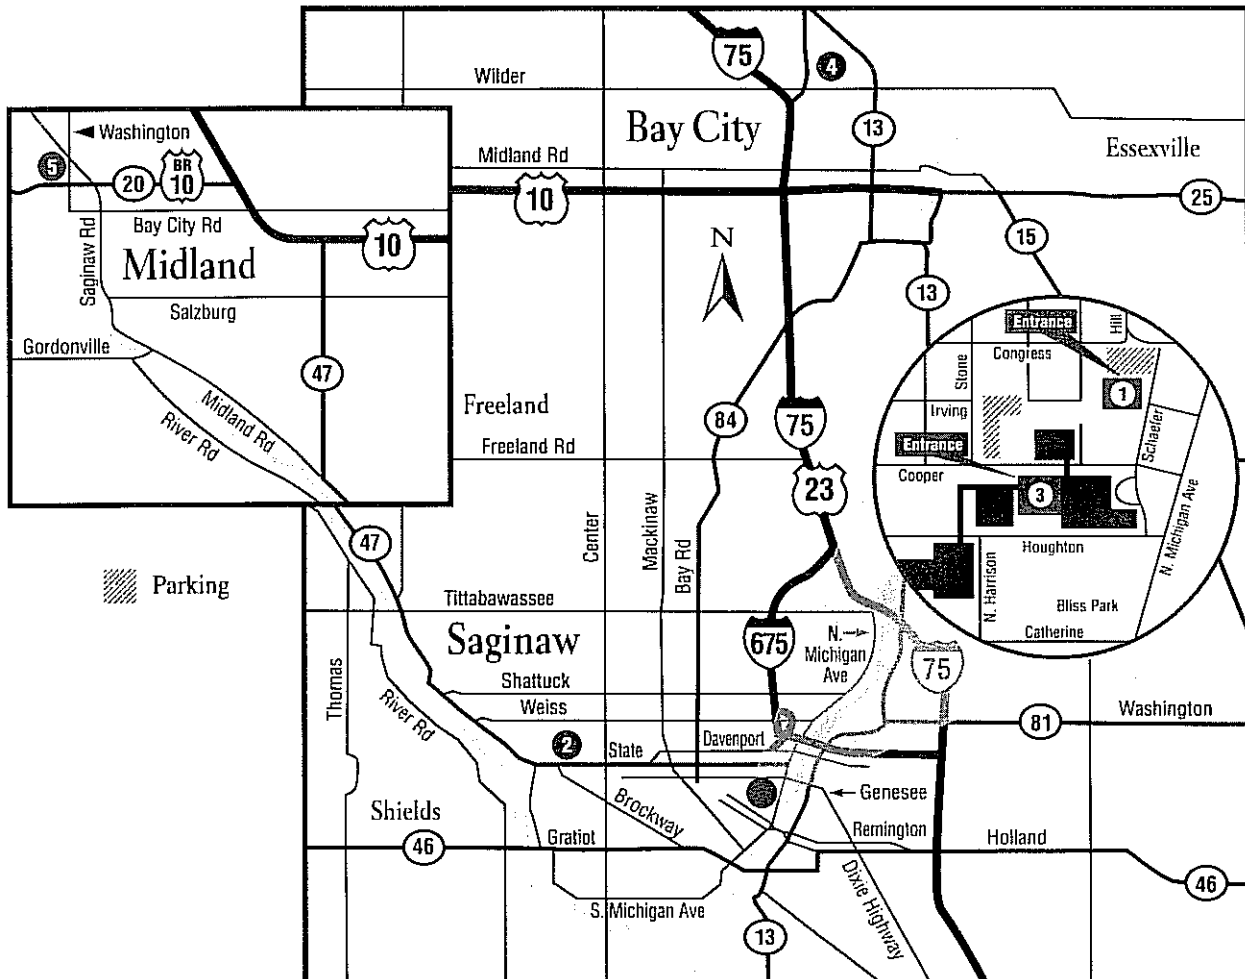 75
4
Wilder
Bay City
13
Essexville
Washington
5
20
BR
10
Midland Rd
10
25
Bay City Rd
10
Saginaw Rd
Midland
15
N
13
Salzburg
Entrance
Hill
Congress
Stone
Gordonville
47
1
Midland Rd
River Rd
Freeland
84
75
Irving
Schaefer
Freeland Rd
Entrance
Cooper
23
3
N. Michigan Ave
47
Center
Mackinaw
Bay Rd
Houghton
Parking
N. Harrison
Bliss Park
Catherine
Tittabawassee
Saginaw
675
N.
Michigan
Ave
75
Shattuck
Thomas
River Rd
Weiss
81
Washington
2
State
Davenport
Genesee
Shields
Brockway
Remington
Holland
46
Gratiot
Dixie Highway
46
S. Michigan Ave
13